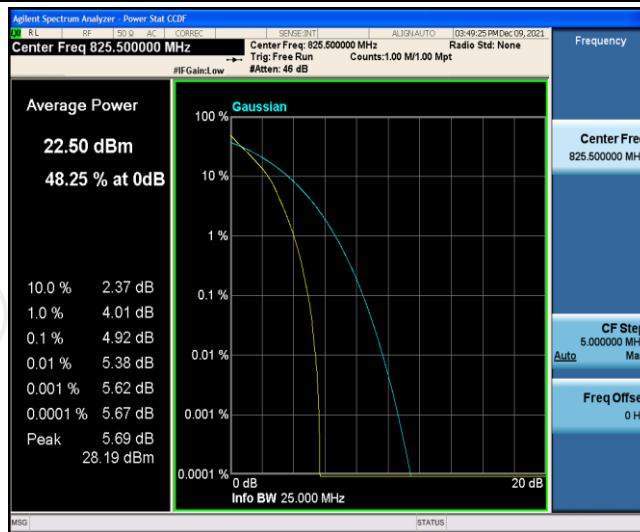 Agilent Spectrum Analyzer - Power Stat CCDF
RL RF 50 Ω AC CORREC SENSE:INT ALIGNAUTO 03:49:25 PM Dec 09, 2021
Center Freq 825.500000 MHz
Center Freq: 825.500000 MHz Radio Std: None
Trig: Free Run Counts:1.00 M/1.00 Mpt
#IFGain:Low #Atten: 46 dB
Frequency
Average Power
22.50 dBm
48.25 % at 0dB
10.0 % 2.37 dB
1.0 % 4.01 dB
0.1 % 4.92 dB
0.01 % 5.38 dB
0.001 % 5.62 dB
0.0001 % 5.67 dB
Peak 5.69 dB
28.19 dBm
Gaussian
100 %
10 %
1 %
0.1 %
0.01 %
0.001 %
0.0001 %
0 dB 20 dB
Info BW 25.000 MHz
Center Fre
825.500000 MH
CF Step
5.000000 MH
Auto Ma
Freq Offse
0 H
MSG STATUS